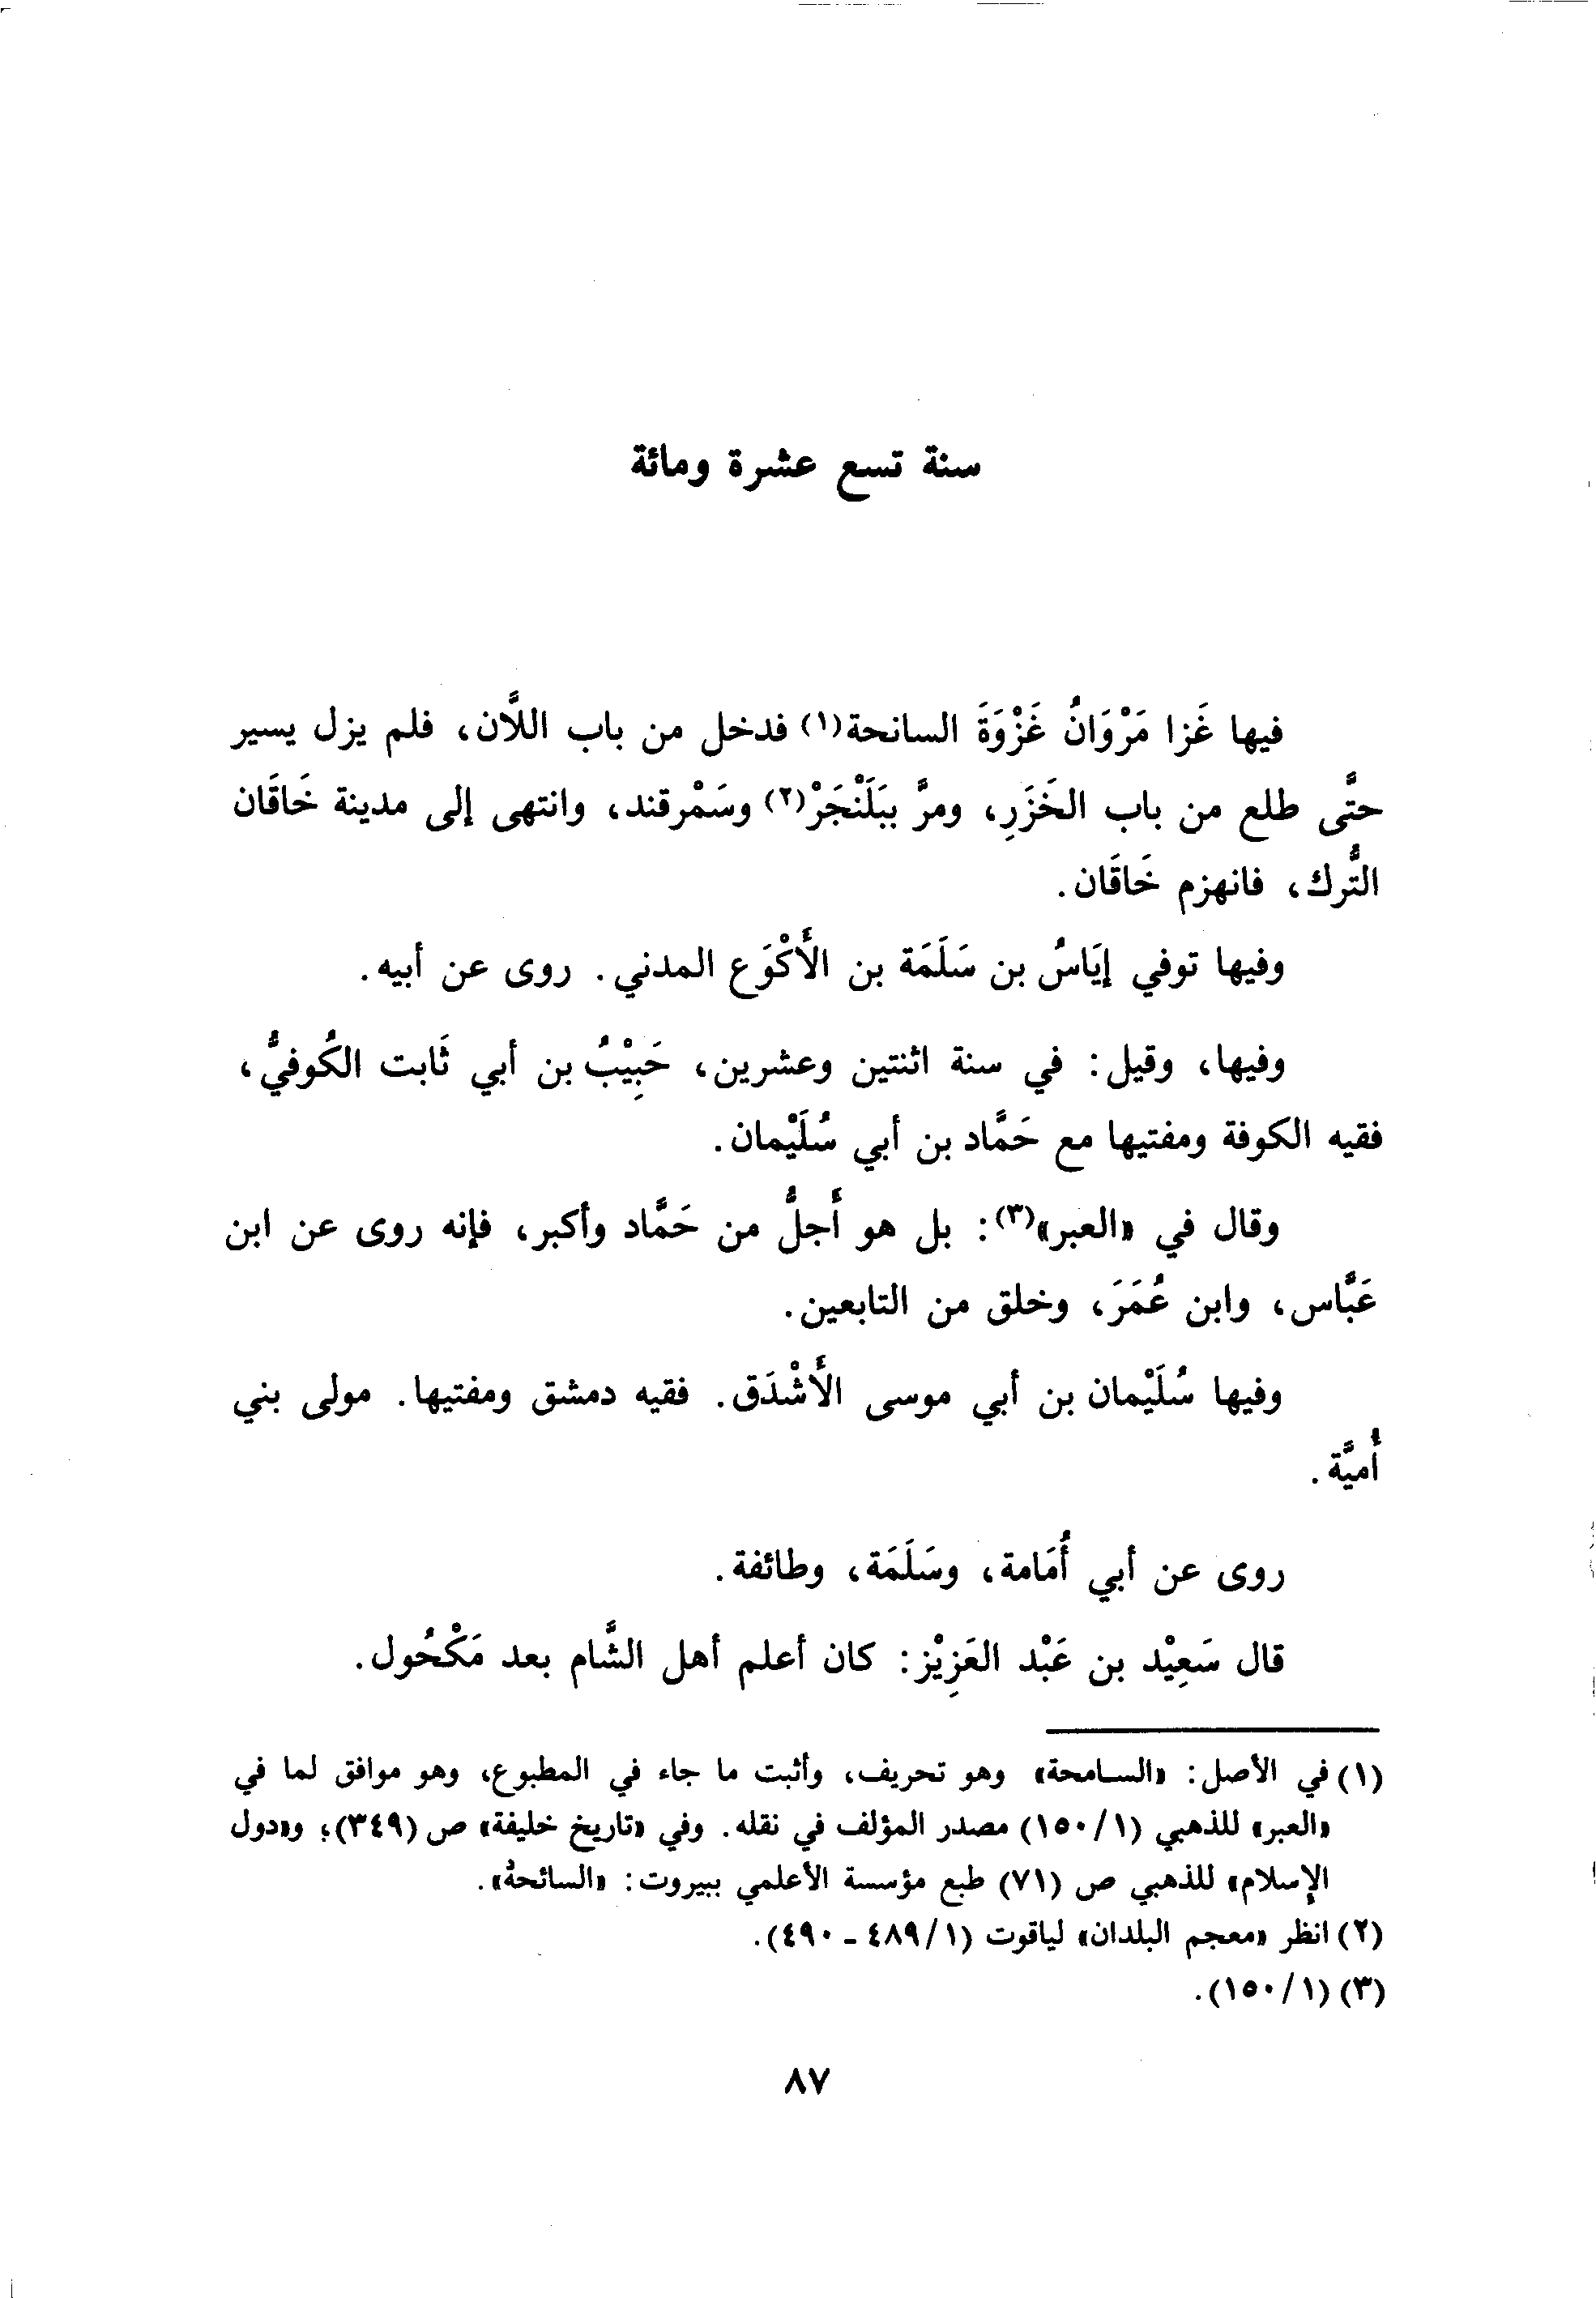 سنة تسع عشرة ومائة
فيها غَزا مَرْوَانُ غَزْوَةَ السانحة(١) فدخل من باب اللَّان، فلم يزل يسير
حتَّى طلع من باب الخَزَرِ، ومرَّ ببَلَنْجَرْ(٢) وسَمْرقند، وانتهى إلى مدينة خَاقَان
التُّرك، فانهزم خَاقَان.
وفيها توفي إيَاسُ بن سَلَمَة بن الأَكْوَع المدني. روى عن أبيه.
وفيها، وقيل: في سنة اثنتين وعشرين، حَبِيْبُ بن أبي ثَابت الكُوفيُّ،
فقيه الكوفة ومفتيها مع حَمَّاد بن أبي سُلَيْمان.
وقال في «العبر»(٣): بل هو أَجلُّ من حَمَّاد وأكبر، فإنه روى عن ابن
عَبَّاس، وابن عُمَرَ، وخلق من التابعين.
وفيها سُلَيْمان بن أبي موسى الأَشْدَق. فقيه دمشق ومفتيها. مولى بني
أُميَّة.
روى عن أبي أُمَامة، وسَلَمَة، وطائفة.
قال سَعِيْد بن عَبْد العَزِيْز: كان أعلم أهل الشَّام بعد مَكْحُول.
(١) في الأصل: «السامحة» وهو تحريف، وأثبت ما جاء في المطبوع، وهو موافق لما في
«العبر» للذهبي (١/١٥٠) مصدر المؤلف في نقله. وفي «تاريخ خليفة» ص (٣٤٩)؛ و«دول
الإسلام» للذهبي ص (٧١) طبع مؤسسة الأعلمي ببيروت: «السائحةُ».
(٢) انظر «معجم البلدان» لياقوت (١/٤٨٩ - ٤٩٠).
(٣) (١/١٥٠).
٨٧